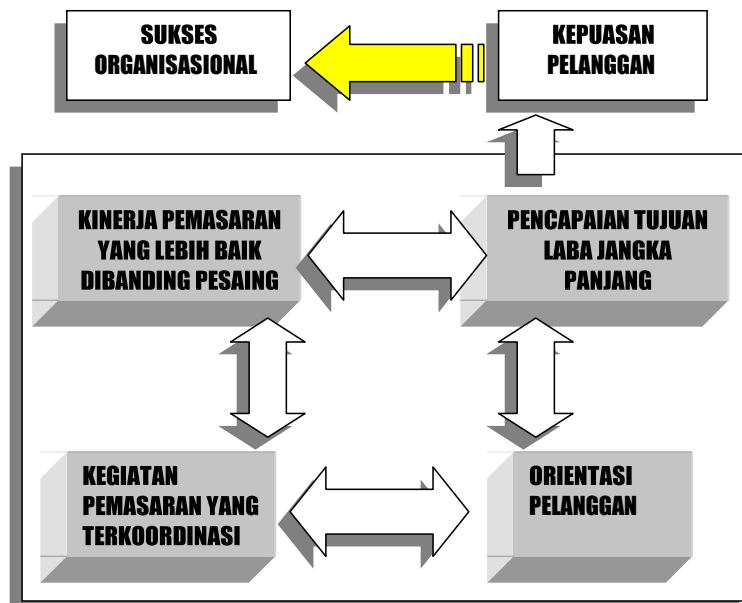 SUKSES
ORGANISASIONAL
KEPUASAN
PELANGGAN
KINERJA PEMASARAN
YANG LEBIH BAIK
DIBANDING PESAING
PENCAPAIAN TUJUAN
LABA JANGKA
PANJANG
KEGIATAN
PEMASARAN YANG
TERKOORDINASI
ORIENTASI
PELANGGAN